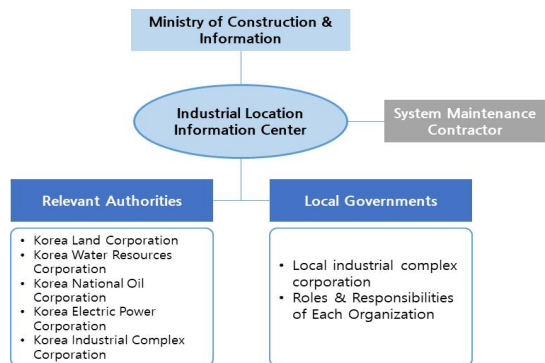 Ministry of Construction &
Information
Industrial Location
Information Center
System Maintenance
Contractor
Relevant Authorities
• Korea Land Corporation
• Korea Water Resources
Corporation
• Korea National Oil
Corporation
• Korea Electric Power
Corporation
• Korea Industrial Complex
Corporation
Local Governments
• Local industrial complex
corporation
• Roles & Responsibilities
of Each Organization